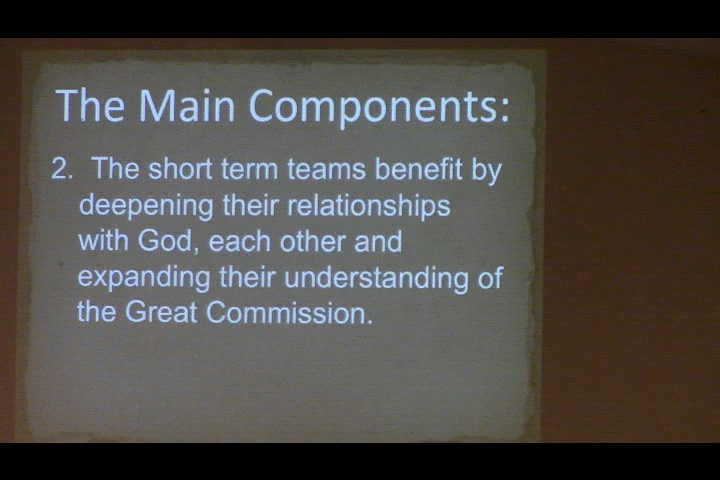 The Main Components:
2. The short term teams benefit by
deepening their relationships
with God, each other and
expanding their understanding of
the Great Commission.